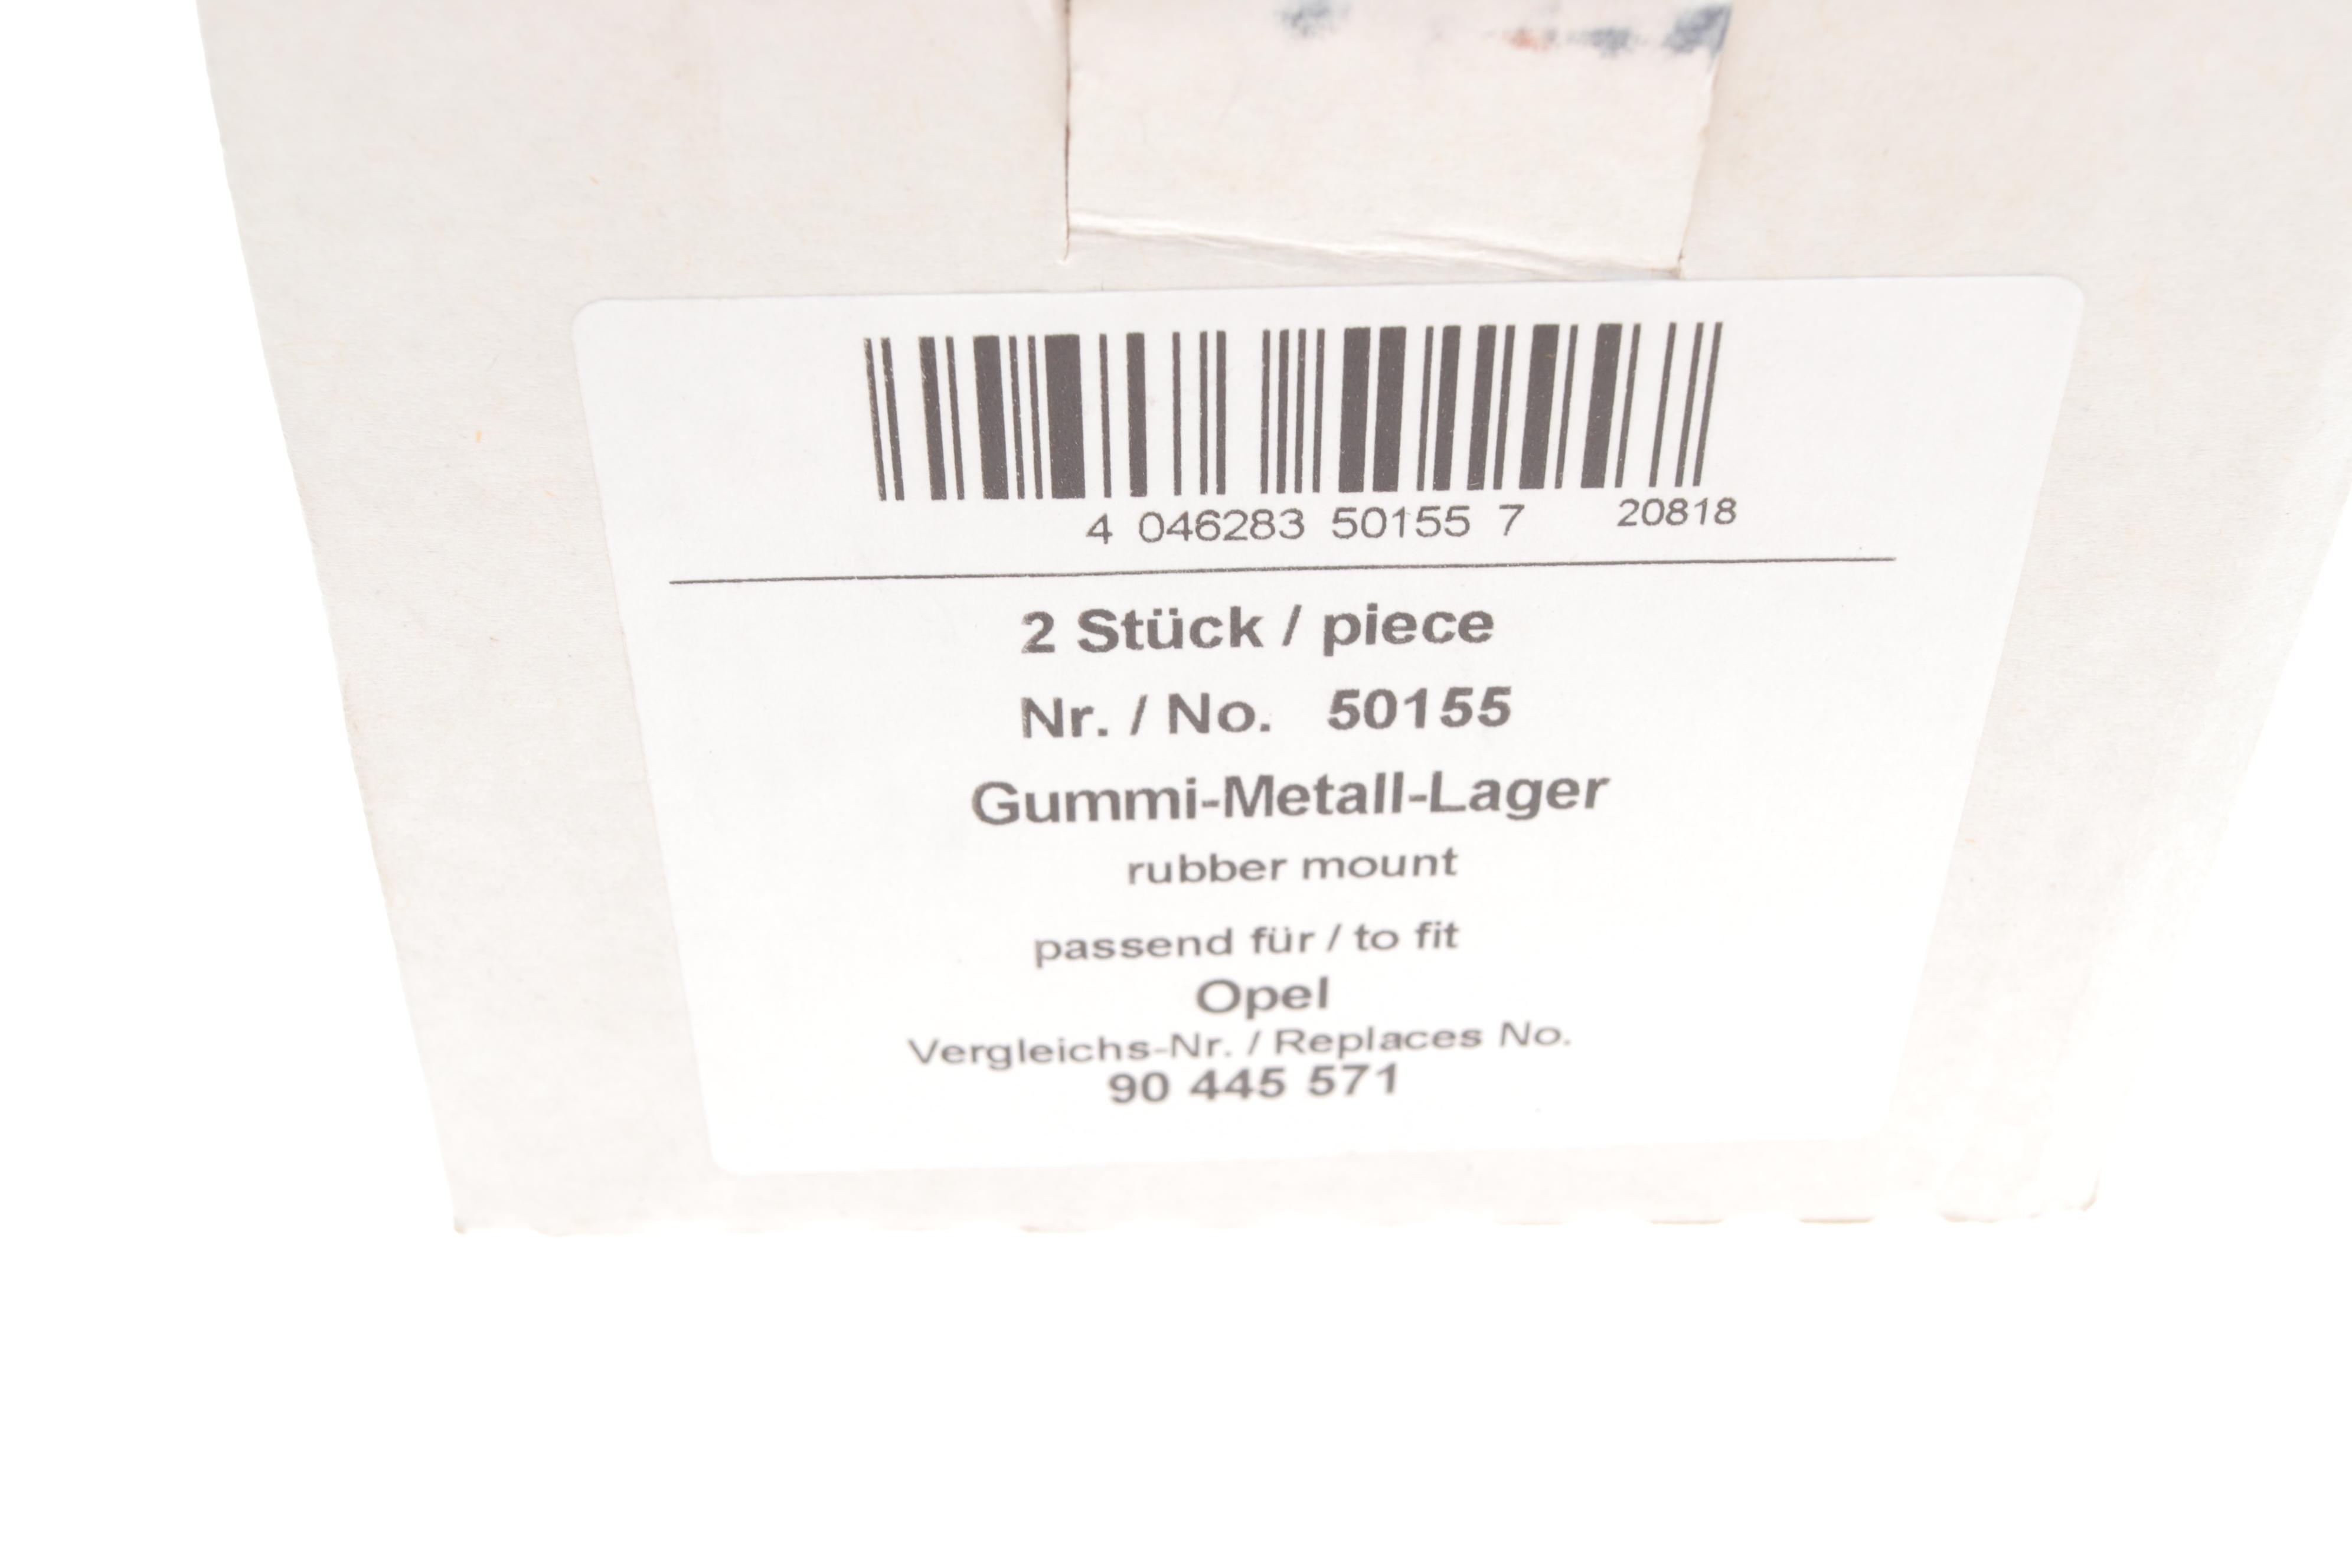 4 046283 50155 7 20818
2 Stück / piece
Nr. / No. 50155
Gummi-Metall-Lager
rubber mount
passend für / to fit
Opel
Vergleichs-Nr. / Replaces No.
90 445 571